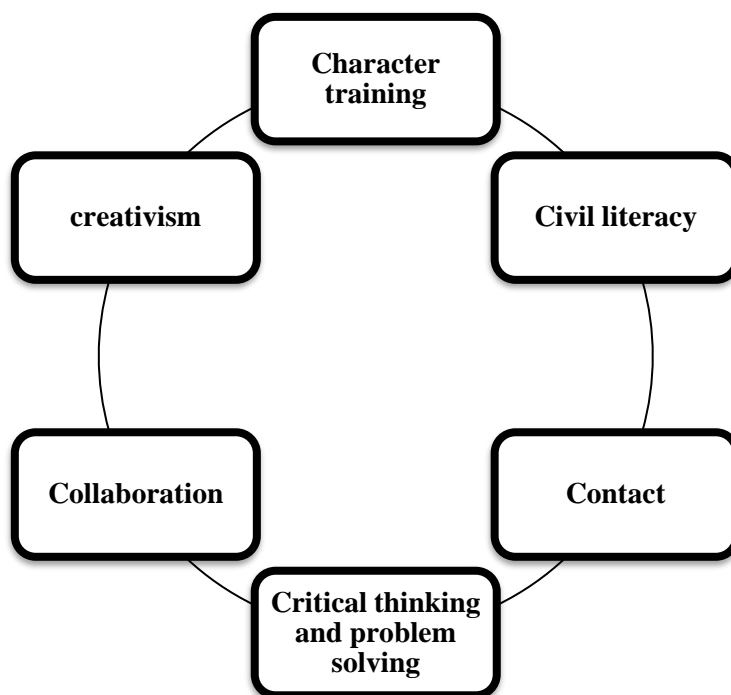 Character
training
creativism
Civil literacy
Collaboration
Contact
Critical thinking
and problem
solving